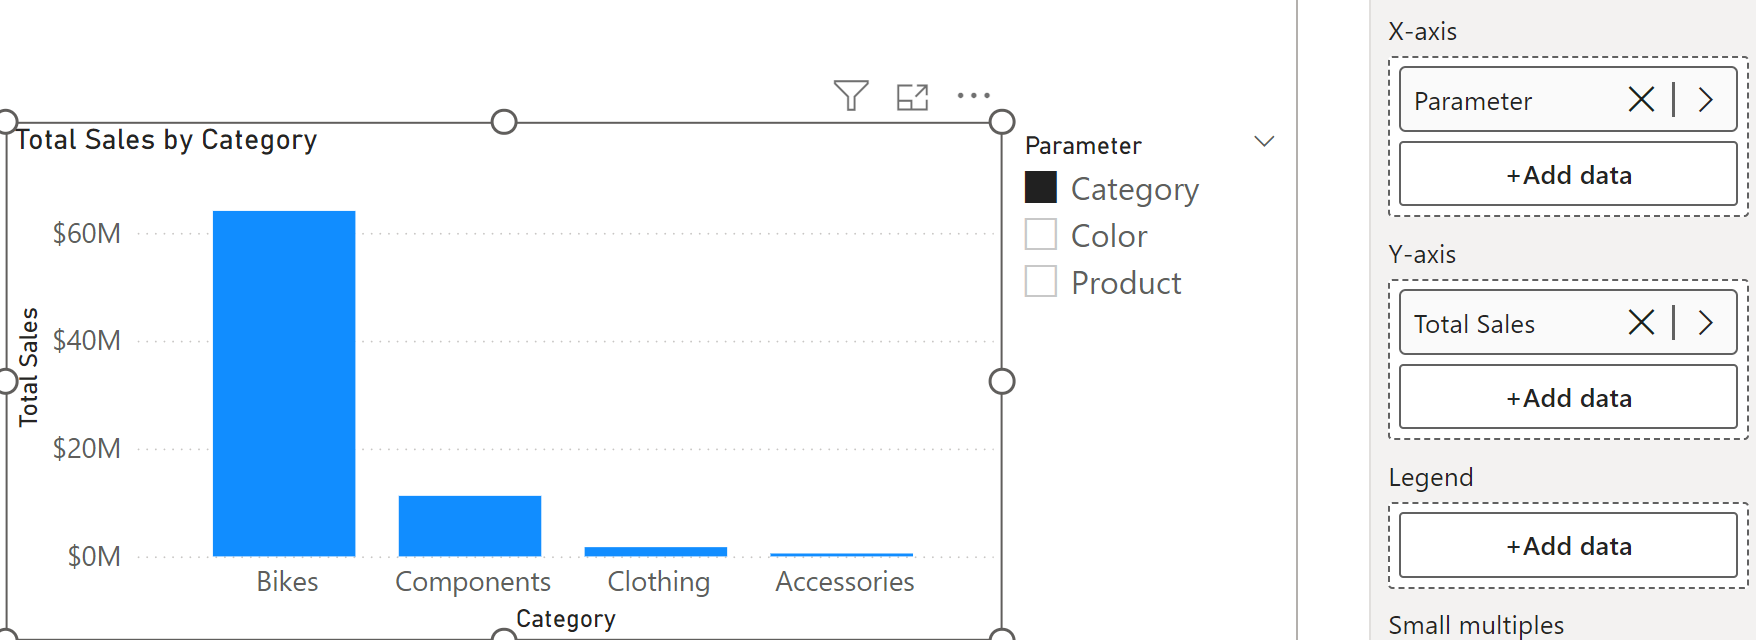 Total Sales by Category
Total Sales
$60M
$40M
$20M
$0M
Bikes Components Clothing Accessories
Category
Parameter
Category
Color
Product
X-axis
Parameter
+Add data
Y-axis
Total Sales
+Add data
Legend
+Add data
Small multiples